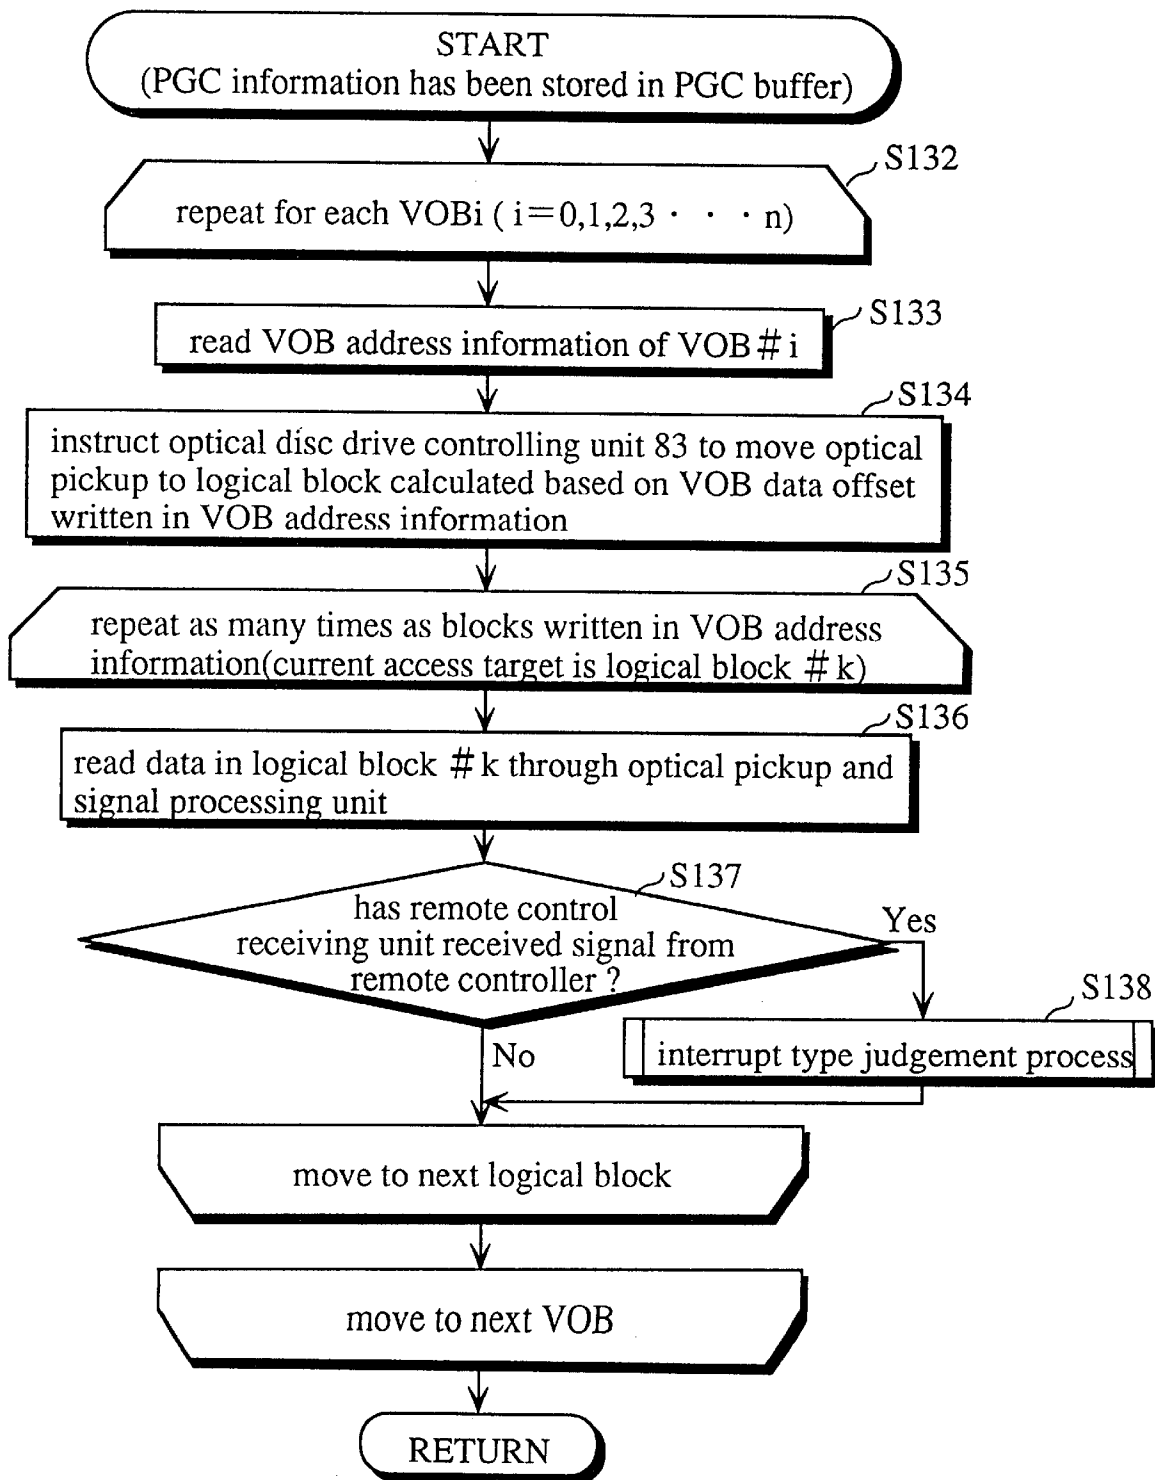 START
(PGC information has been stored in PGC buffer)
S132
repeat for each VOBi ( i=0,1,2,3 · · · n)
S133
read VOB address information of VOB # i
S134
instruct optical disc drive controlling unit 83 to move optical
pickup to logical block calculated based on VOB data offset
written in VOB address information
S135
repeat as many times as blocks written in VOB address
information(current access target is logical block # k)
S136
read data in logical block # k through optical pickup and
signal processing unit
S137
has remote control
receiving unit received signal from
remote controller ?
Yes
S138
interrupt type judgement process
No
move to next logical block
move to next VOB
RETURN